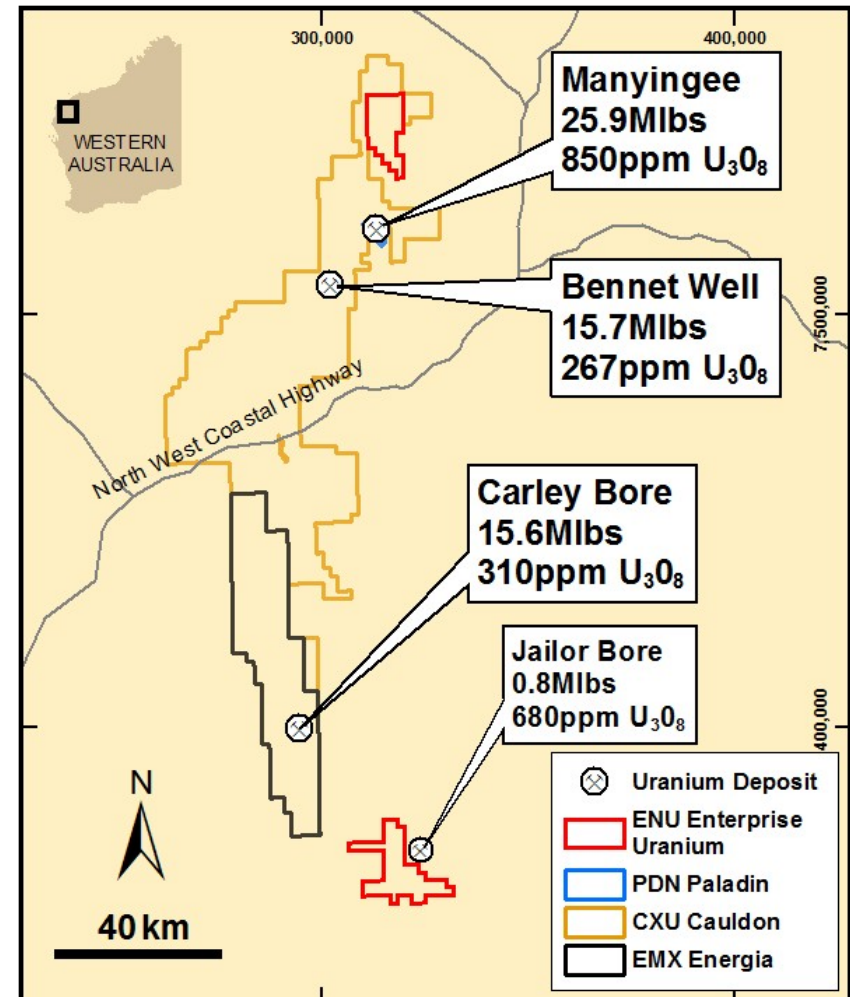 300,000
400,000
WESTERN
AUSTRALIA
Manyingee
25.9Mlbs
850ppm U₃0₈
Bennet Well
15.7Mlbs
267ppm U₃0₈
7,500,000
North West Coastal Highway
Carley Bore
15.6Mlbs
310ppm U₃0₈
Jailor Bore
0.8Mlbs
680ppm U₃0₈
400,000
N
40 km
Uranium Deposit
ENU Enterprise
Uranium
PDN Paladin
CXU Cauldon
EMX Energia